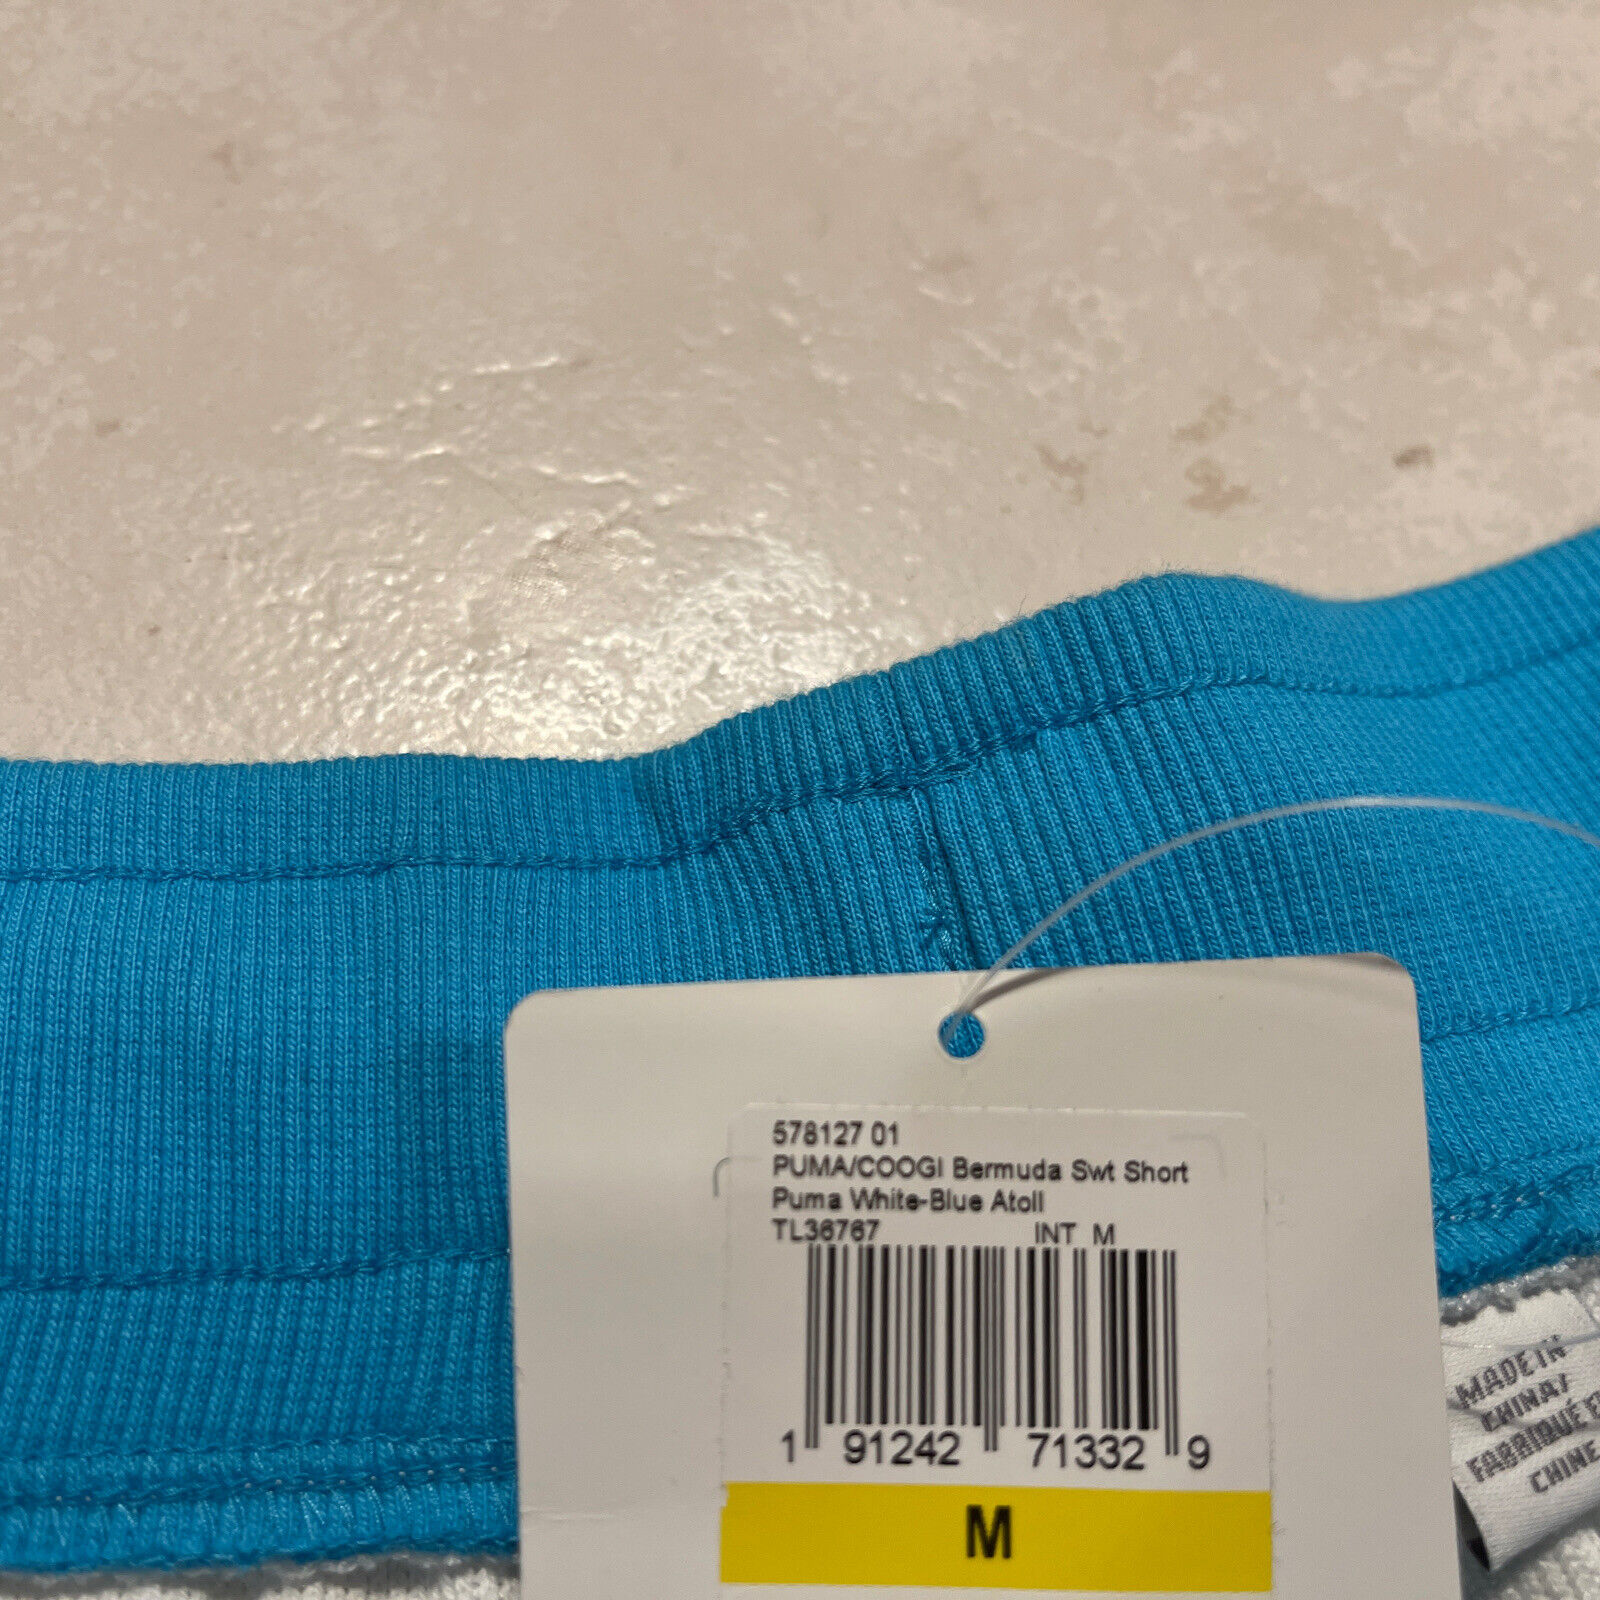 578127 01
PUMA/COOGI Bermuda Swt Short
Puma White-Blue Atoll
TL36767 INT M
1 91242 71332 9
M
MADE IN
CHINA/
FABRIQUÉ
CHINE